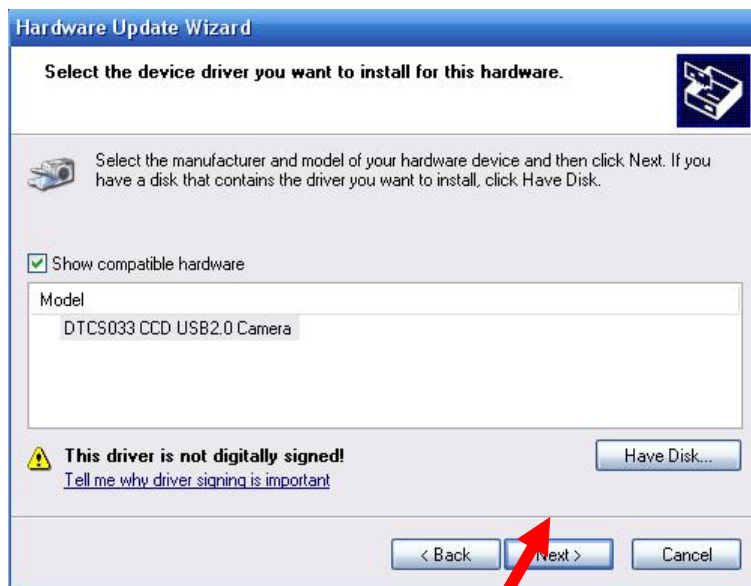 Hardware Update Wizard
Select the device driver you want to install for this hardware.
Select the manufacturer and model of your hardware device and then click Next. If you
have a disk that contains the driver you want to install, click Have Disk.
Show compatible hardware
Model
DTCS033 CCD USB2.0 Camera
This driver is not digitally signed!
Have Disk...
Tell me why driver signing is important
< Back
Next >
Cancel